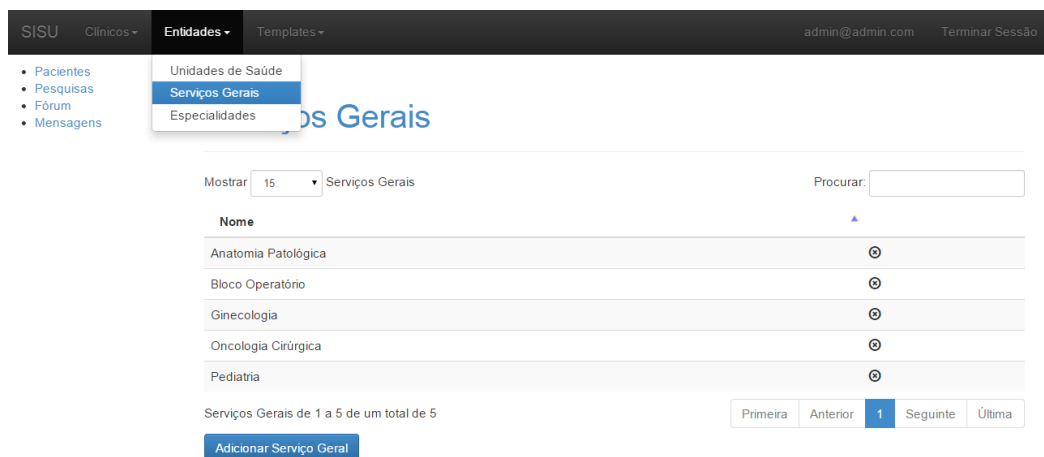 SISU Clínicos Entidades Templates admin@admin.com Terminar Sessão
Pacientes
Pesquisas
Fórum
Mensagens
Unidades de Saúde
Serviços Gerais
Especialidades
os Gerais
Mostrar 15 Serviços Gerais Procurar:
Nome
Anatomia Patológica
Bloco Operatório
Ginecologia
Oncologia Cirúrgica
Pediatria
Serviços Gerais de 1 a 5 de um total de 5
Primeira Anterior 1 Seguinte Última
Adicionar Serviço Geral